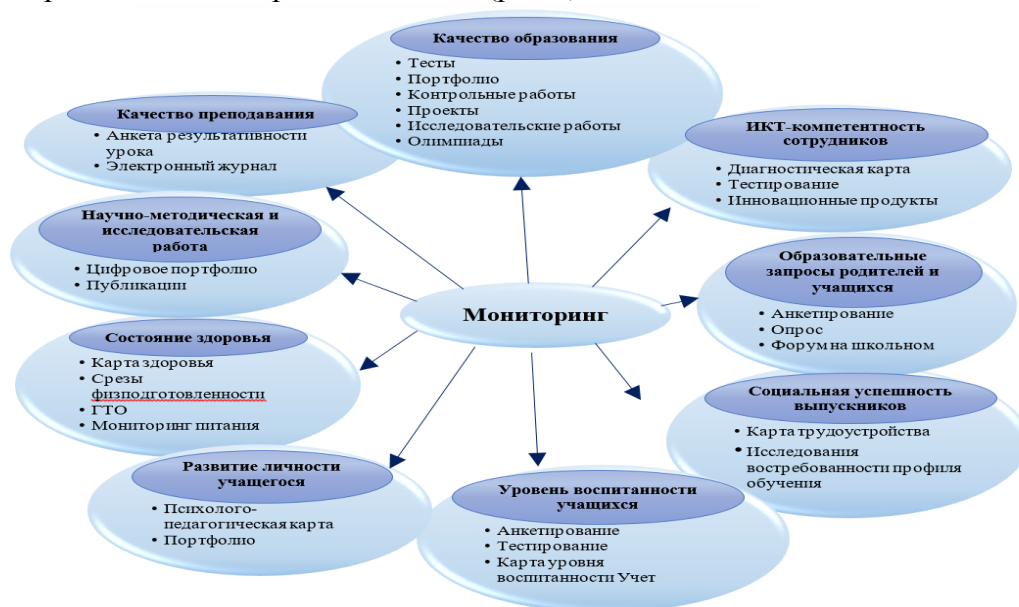 Качество образования
• Тесты
• Портфолио
• Контрольные работы
• Проекты
• Исследовательские работы
• Олимпиады
Качество преподавания
• Анкета результативности
урока
• Электронный журнал
ИКТ-компетентность
сотрудников
• Диагностическая карта
• Тестирование
• Инновационные продукты
Научно-методическая и
исследовательская
работа
• Цифровое портфолио
• Публикации
Образовательные
запросы родителей и
учащихся
• Анкетирование
• Опрос
• Форум на школьном
Мониторинг
Состояние здоровья
• Карта здоровья
• Срезы
физподготовленности
• ГТО
• Мониторинг питания
Социальная успешность
выпускников
• Карта трудоустройства
• Исследования
востребованности профиля
обучения
Развитие личности
учащегося
• Психолого-
педагогическая карта
• Портфолио
Уровень воспитанности
учащихся
• Анкетирование
• Тестирование
• Карта уровня
воспитанности Учет